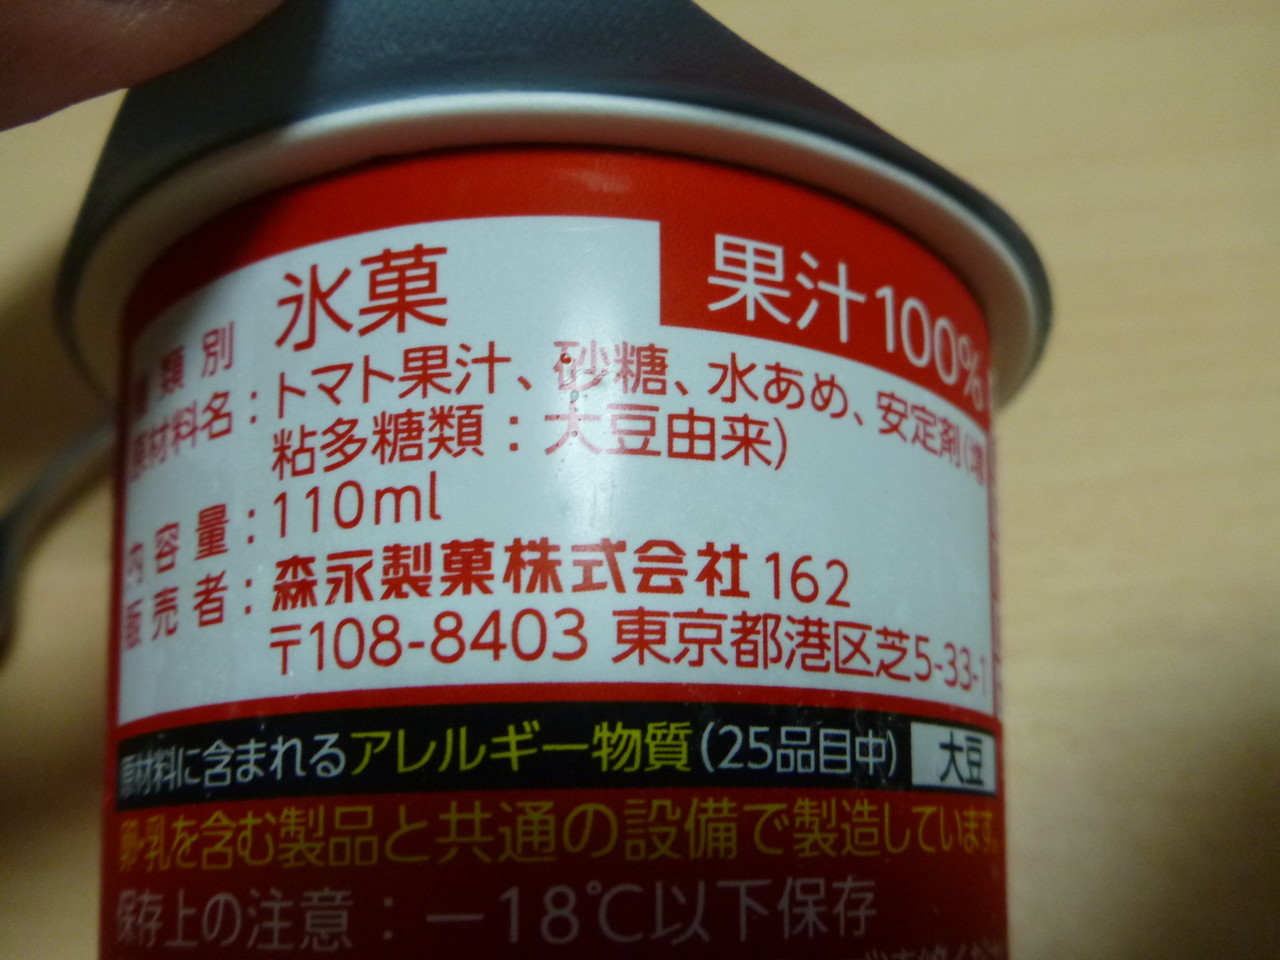 種類別 氷菓
果汁100%
原材料名：トマト果汁、砂糖、水あめ、安定剤(増
粘多糖類：大豆由来)
内容量：110ml
販売者：森永製菓株式会社162
〒108-8403 東京都港区芝5-33-1
原材料に含まれるアレルギー物質(25品目中) 大豆
卵・乳を含む製品と共通の設備で製造しています。
保存上の注意：－18℃以下保存